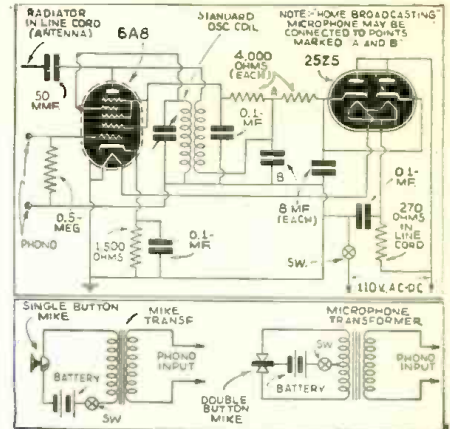 RADIATOR
IN LINE CORD
(ANTENNA)
6A8
STANDARD
OSC COIL
NOTE: "HOME BROADCASTING"
MICROPHONE MAY BE
CONNECTED TO POINTS
MARKED "A" AND "B"
4,000
OHMS
(EACH)
A
25Z5
50
MMF.
0.1-
MF.
B
0.1-
MF.
8 MF
(EACH)
270
OHMS
IN
LINE
CORD
0.5-
MEG
PHONO
1,500
OHMS
0.1-
MF.
SW.
110V. AC-DC
SINGLE BUTTON
MIKE
MIKE
TRANSF
PHONO
INPUT
BATTERY
SW
MICROPHONE
TRANSFORMER
SW
PHONO
INPUT
BATTERY
DOUBLE
BUTTON
MIKE